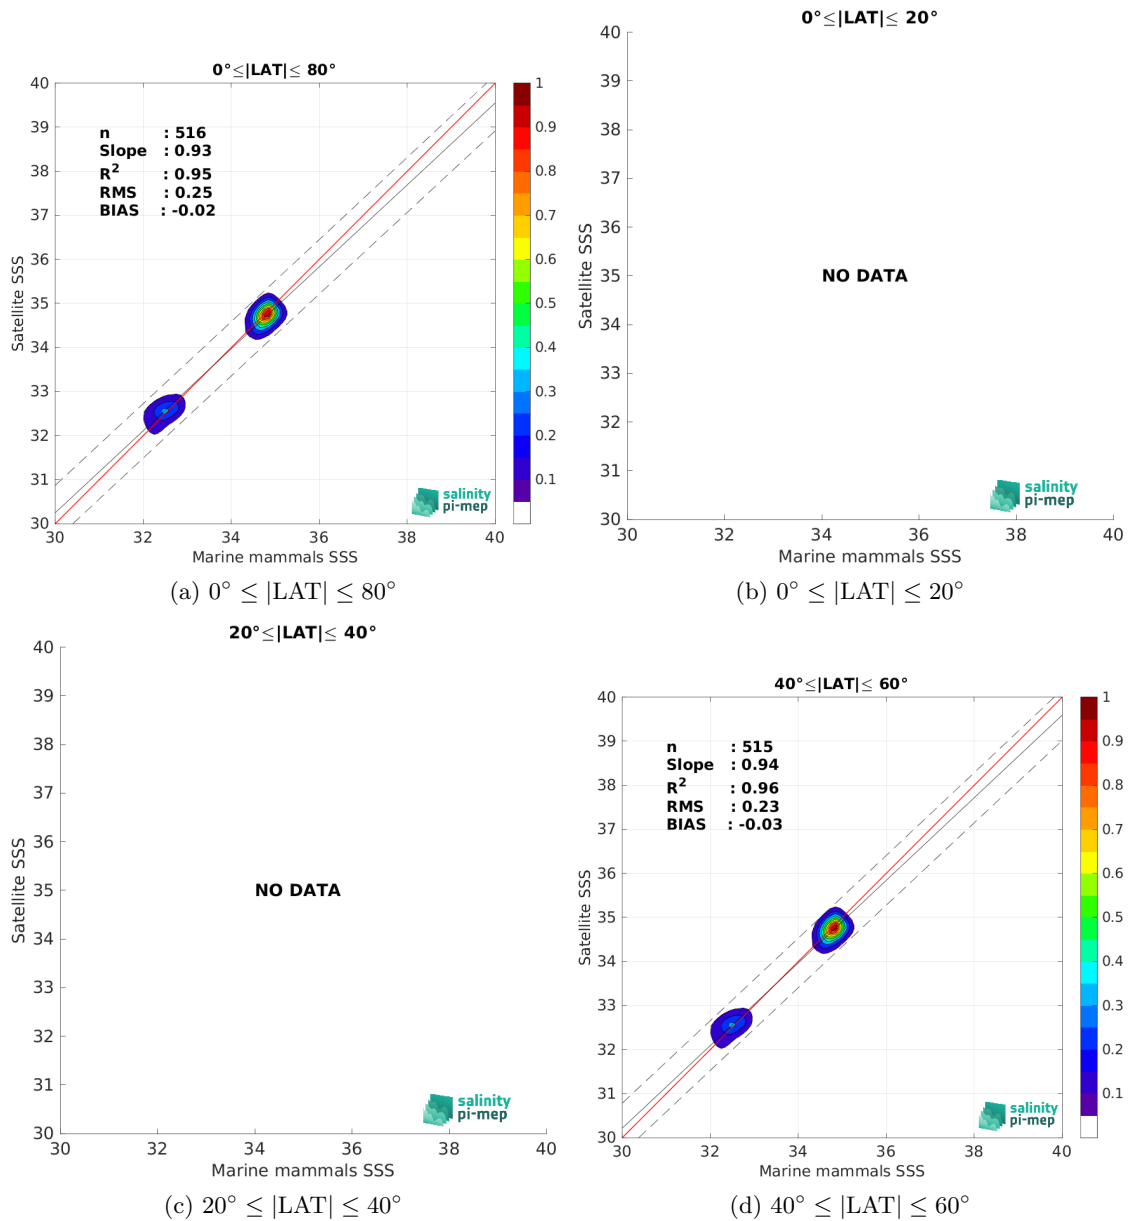 0°≤|LAT|≤ 80°
40
39
38
37
36
35
34
33
32
31
30
n : 516
Slope : 0.93
R² : 0.95
RMS : 0.25
BIAS : -0.02
Satellite SSS
salinity
pi-mep
30 32 34 36 38 40
Marine mammals SSS
1
0.9
0.8
0.7
0.6
0.5
0.4
0.3
0.2
0.1
(a) 0° ≤ |LAT| ≤ 80°
0°≤|LAT|≤ 20°
40
39
38
37
36
35
34
33
32
31
30
Satellite SSS
NO DATA
salinity
pi-mep
30 32 34 36 38 40
Marine mammals SSS
(b) 0° ≤ |LAT| ≤ 20°
20°≤|LAT|≤ 40°
40
39
38
37
36
35
34
33
32
31
30
Satellite SSS
NO DATA
salinity
pi-mep
30 32 34 36 38 40
Marine mammals SSS
(c) 20° ≤ |LAT| ≤ 40°
40°≤|LAT|≤ 60°
40
39
38
37
36
35
34
33
32
31
30
n : 515
Slope : 0.94
R² : 0.96
RMS : 0.23
BIAS : -0.03
Satellite SSS
salinity
pi-mep
30 32 34 36 38 40
Marine mammals SSS
1
0.9
0.8
0.7
0.6
0.5
0.4
0.3
0.2
0.1
(d) 40° ≤ |LAT| ≤ 60°